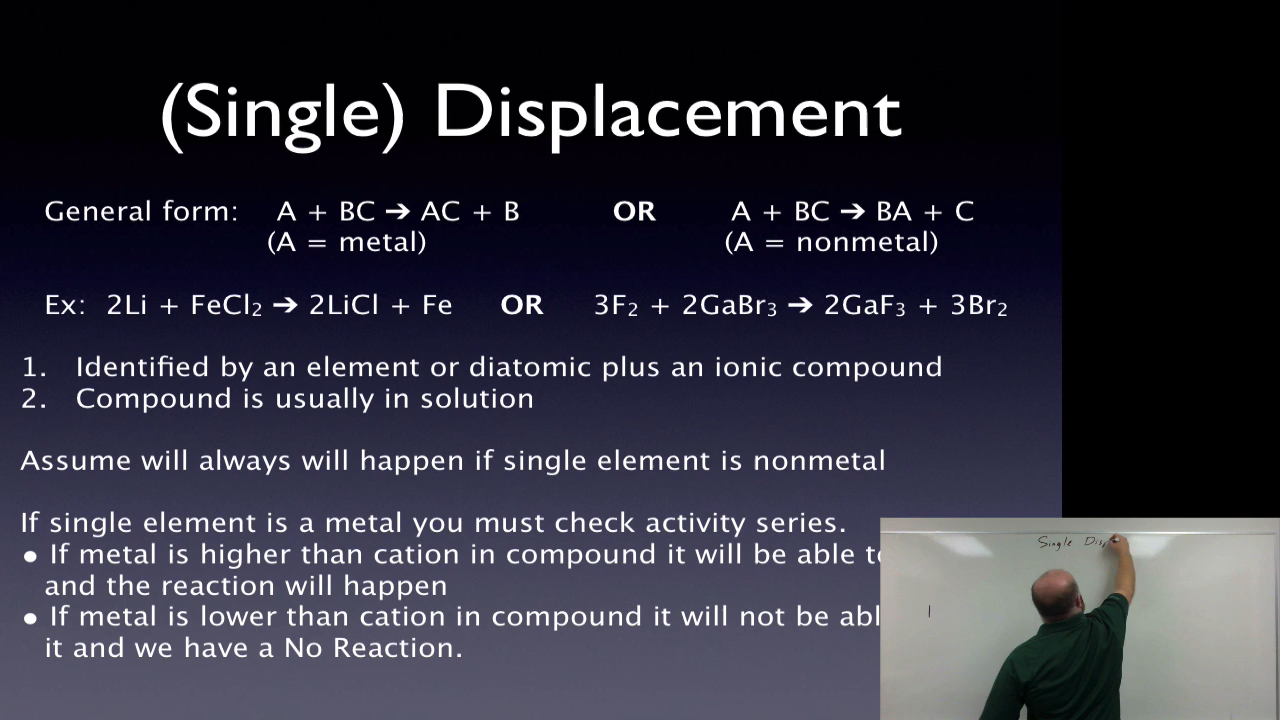 (Single) Displacement
General form: A + BC ➔ AC + B OR A + BC ➔ BA + C
(A = metal) (A = nonmetal)
Ex: 2Li + FeCl₂ ➔ 2LiCl + Fe OR 3F₂ + 2GaBr₃ ➔ 2GaF₃ + 3Br₂
1. Identified by an element or diatomic plus an ionic compound
2. Compound is usually in solution
Assume will always will happen if single element is nonmetal
If single element is a metal you must check activity series.
• If metal is higher than cation in compound it will be able
and the reaction will happen
• If metal is lower than cation in compound it will not be
it and we have a No Reaction.
Single